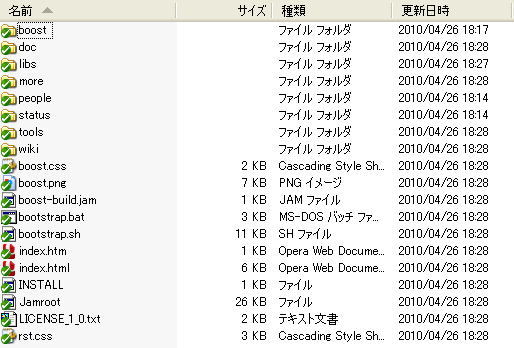 名前 サイズ 種類 更新日時
boost ファイル フォルダ 2010/04/26 18:17
doc ファイル フォルダ 2010/04/26 18:28
libs ファイル フォルダ 2010/04/26 18:27
more ファイル フォルダ 2010/04/26 18:28
people ファイル フォルダ 2010/04/26 18:14
status ファイル フォルダ 2010/04/26 18:14
tools ファイル フォルダ 2010/04/26 18:28
wiki ファイル フォルダ 2010/04/26 18:28
boost.css 2 KB Cascading Style Sh... 2010/04/26 18:28
boost.png 7 KB PNG イメージ 2010/04/26 18:28
boost-build.jam 1 KB JAM ファイル 2010/04/26 18:28
bootstrap.bat 3 KB MS-DOS バッチ ファ... 2010/04/26 18:28
bootstrap.sh 11 KB SH ファイル 2010/04/26 18:28
index.htm 1 KB Opera Web Docume... 2010/04/26 18:28
index.html 6 KB Opera Web Docume... 2010/04/26 18:28
INSTALL 1 KB ファイル 2010/04/26 18:28
Jamroot 26 KB ファイル 2010/04/26 18:28
LICENSE_1_0.txt 2 KB テキスト文書 2010/04/26 18:28
rst.css 3 KB Cascading Style Sh... 2010/04/26 18:28